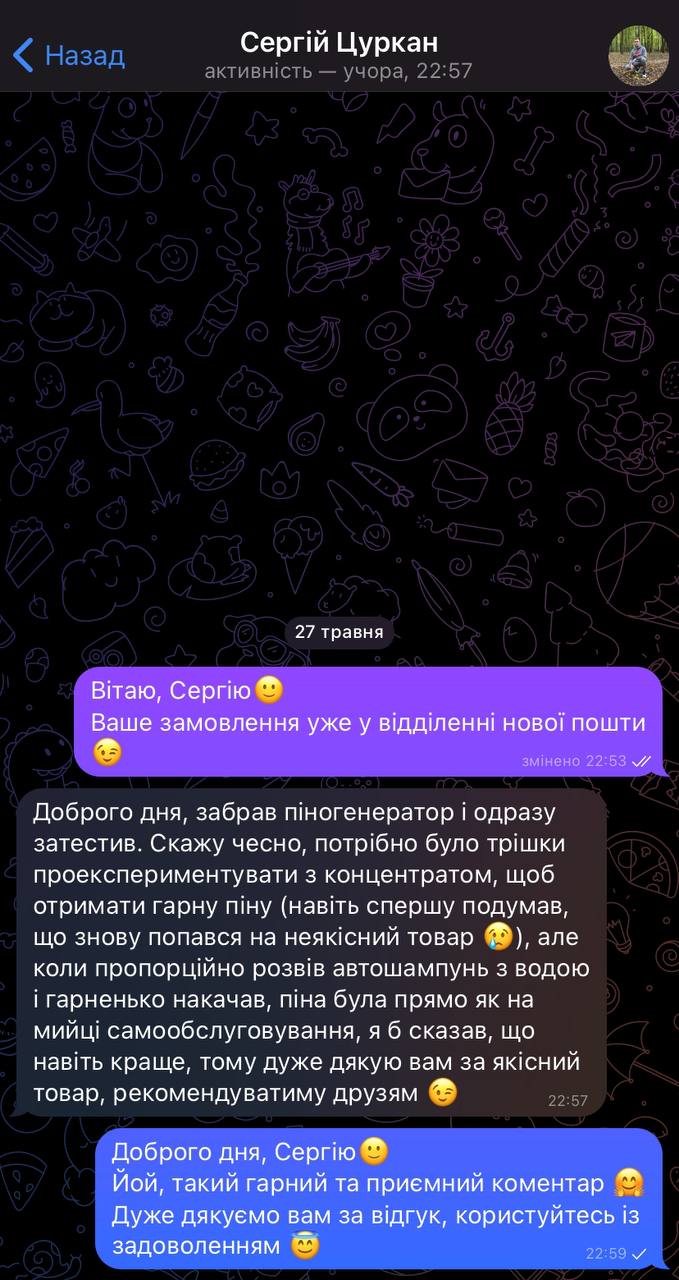 Назад
Сергій Цуркан
активність — учора, 22:57
27 травня
Вітаю, Сергію🙂
Ваше замовлення уже у відділенні нової пошти
😉
змінено 22:53
Доброго дня, забрав піногенератор і одразу
затестив. Скажу чесно, потрібно було трішки
проекспериментувати з концентратом, щоб
отримати гарну піну (навіть спершу подумав,
що знову попався на неякісний товар 😢), але
коли пропорційно розвів автошампунь з водою
і гарненько накачав, піна була прямо як на
мийці самообслуговування, я б сказав, що
навіть краще, тому дуже дякую вам за якісний
товар, рекомендуватиму друзям 😉
22:57
Доброго дня, Сергію🙂
Йой, такий гарний та приємний коментар 🤗
Дуже дякуємо вам за відгук, користуйтесь із
задоволенням 😇
22:59